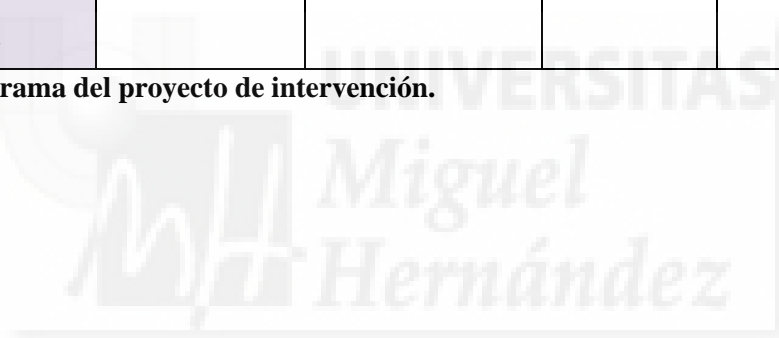 rama del proyecto de intervención.
UNIVERSITAS
Miguel
Hernández